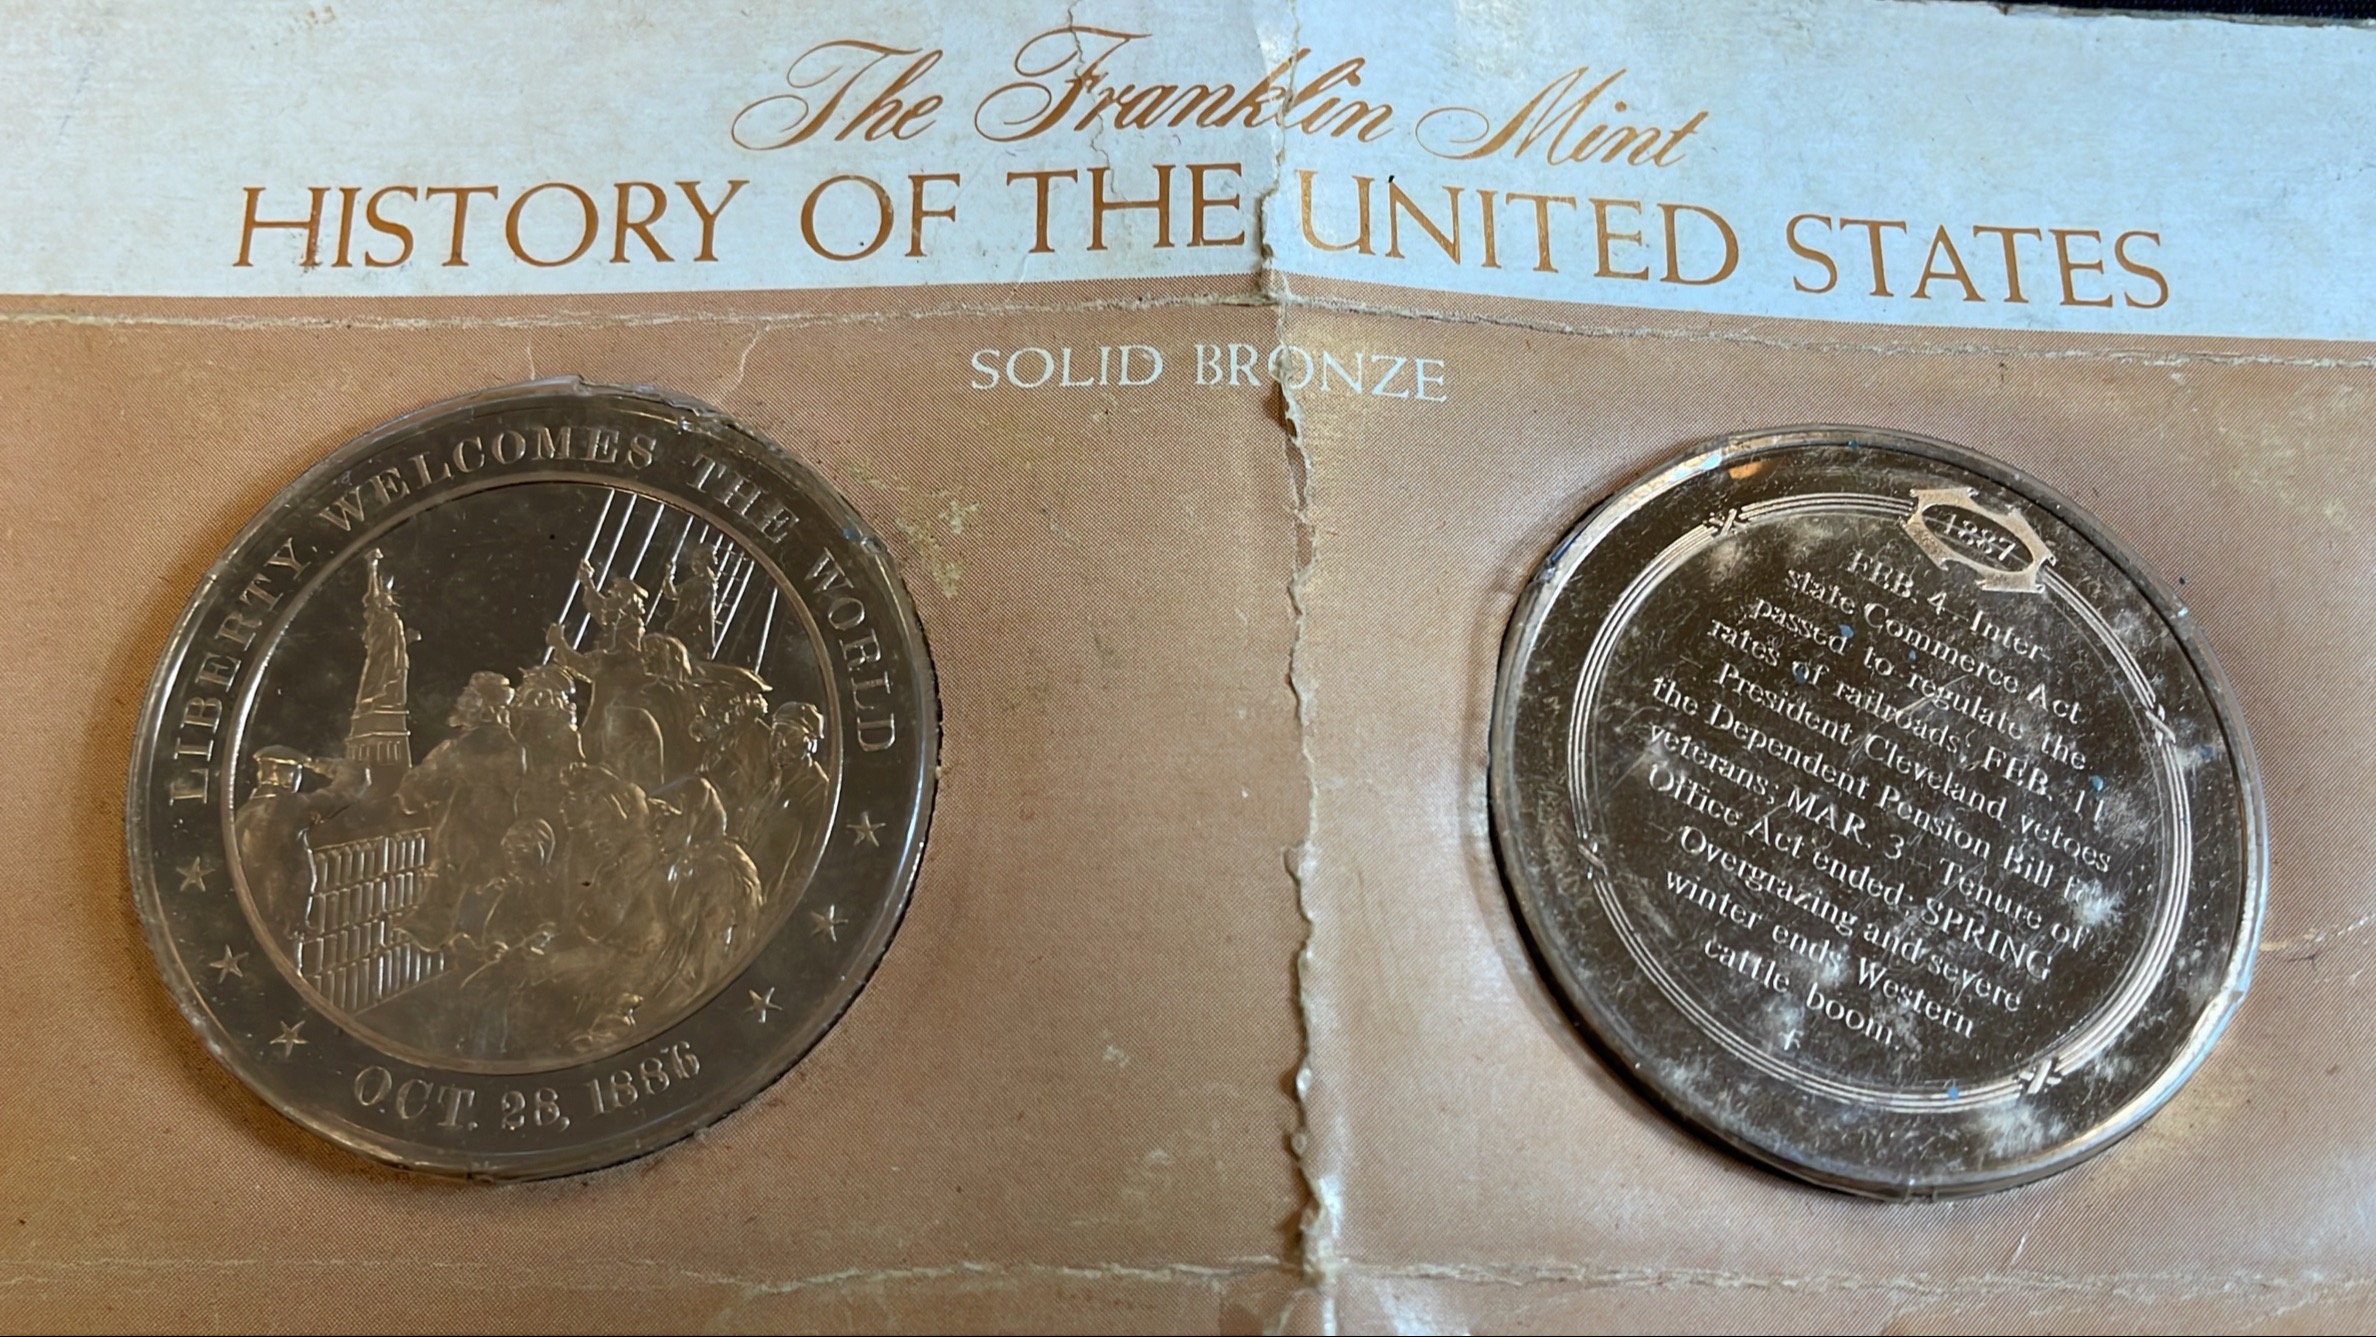 The Franklin Mint
HISTORY OF THE UNITED STATES
SOLID BRONZE
LIBERTY WELCOMES THE WORLD
OCT. 28, 1886
1887
FEB. 4–Inter-
state Commerce Act
passed to regulate the
rates of railroads; FEB. 11
–President Cleveland vetoes
the Dependent Pension Bill for
veterans; MAR. 3–Tenure of
Office Act ended; SPRING
–Overgrazing and severe
winter ends Western
cattle boom.